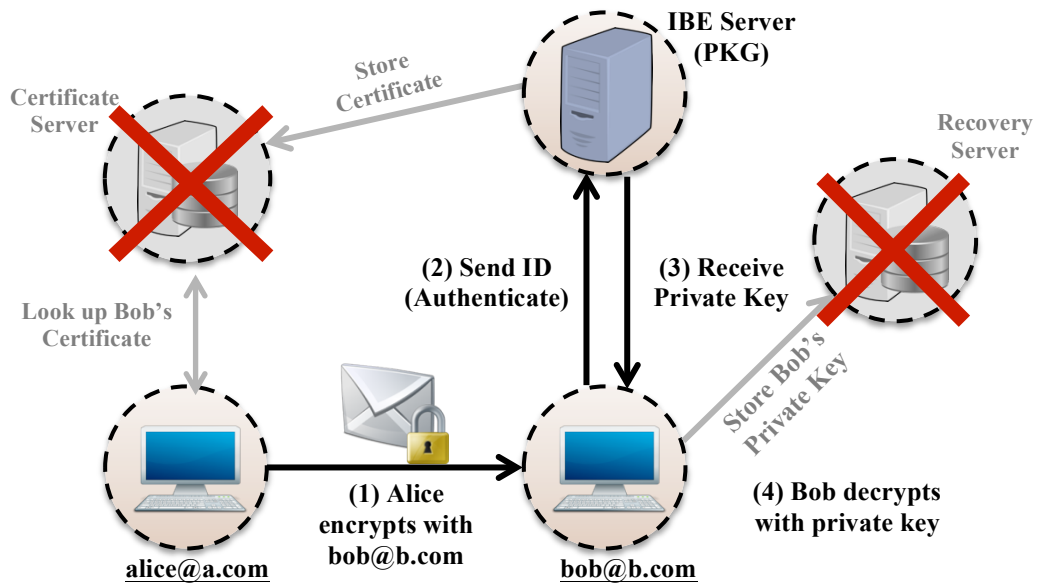 IBE Server
(PKG)
Store
Certificate
Certificate
Server
Recovery
Server
(2) Send ID
(Authenticate)
(3) Receive
Private Key
Look up Bob's
Certificate
Store Bob's
Private Key
(1) Alice
encrypts with
bob@b.com
(4) Bob decrypts
with private key
alice@a.com
bob@b.com